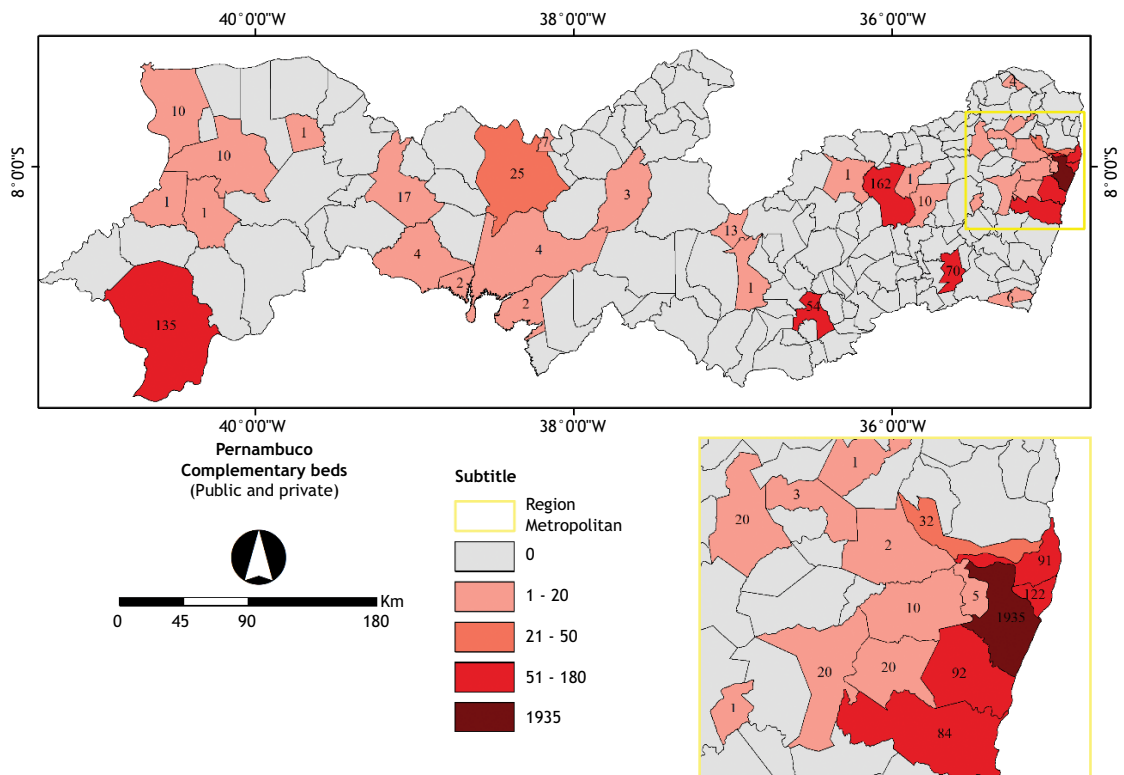 40°0'0"W
38°0'0"W
36°0'0"W
8°0'0"S
8°0'0"S
10
10
1
1
1
135
17
4
2
25
7
4
2
3
13
1
1
162
1
10
54
70
6
4
40°0'0"W
38°0'0"W
36°0'0"W
Pernambuco
Complementary beds
(Public and private)
Km
0
45
90
180
Subtitle
Region
Metropolitan
0
1 - 20
21 - 50
51 - 180
1935
1
3
20
32
2
91
5
122
10
1935
20
20
92
1
84